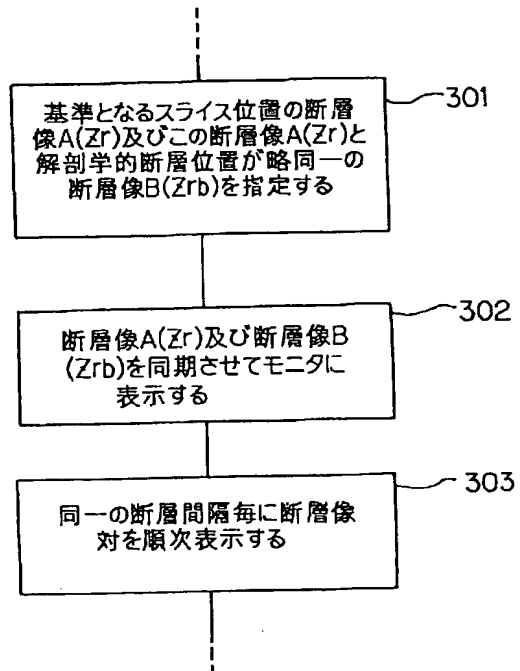 301
基準となるスライス位置の断層
像A(Zr)及びこの断層像A(Zr)と
解剖学的断層位置が略同一の
断層像B(Zrb)を指定する
302
断層像A(Zr)及び断層像B
(Zrb)を同期させてモニタに
表示する
303
同一の断層間隔毎に断層像
対を順次表示する